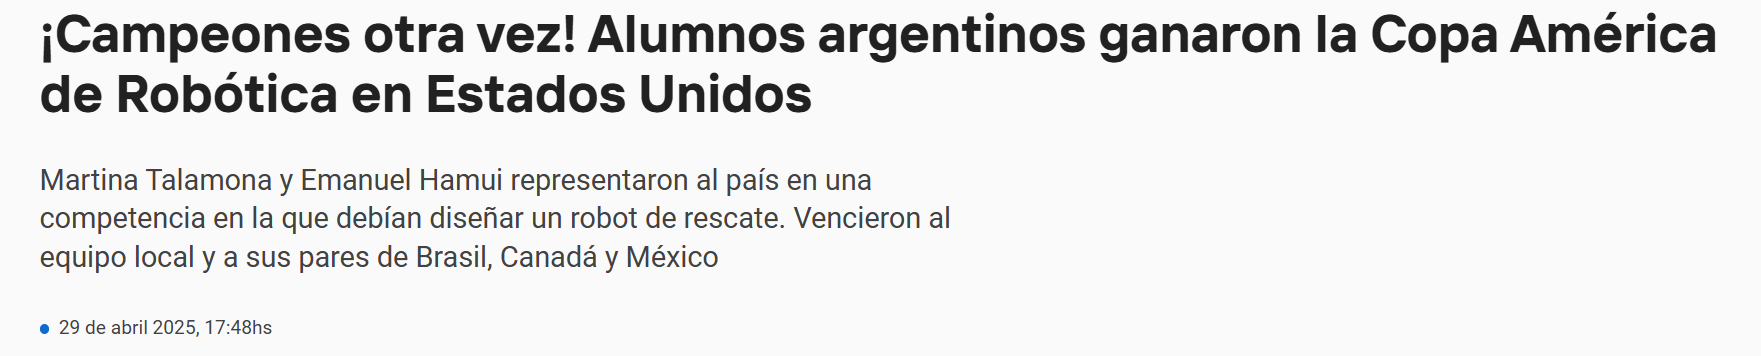 ¡Campeones otra vez! Alumnos argentinos ganaron la Copa América
de Robótica en Estados Unidos
Martina Talamona y Emanuel Hamui representaron al país en una
competencia en la que debían diseñar un robot de rescate. Vencieron al
equipo local y a sus pares de Brasil, Canadá y México
29 de abril 2025, 17:48hs